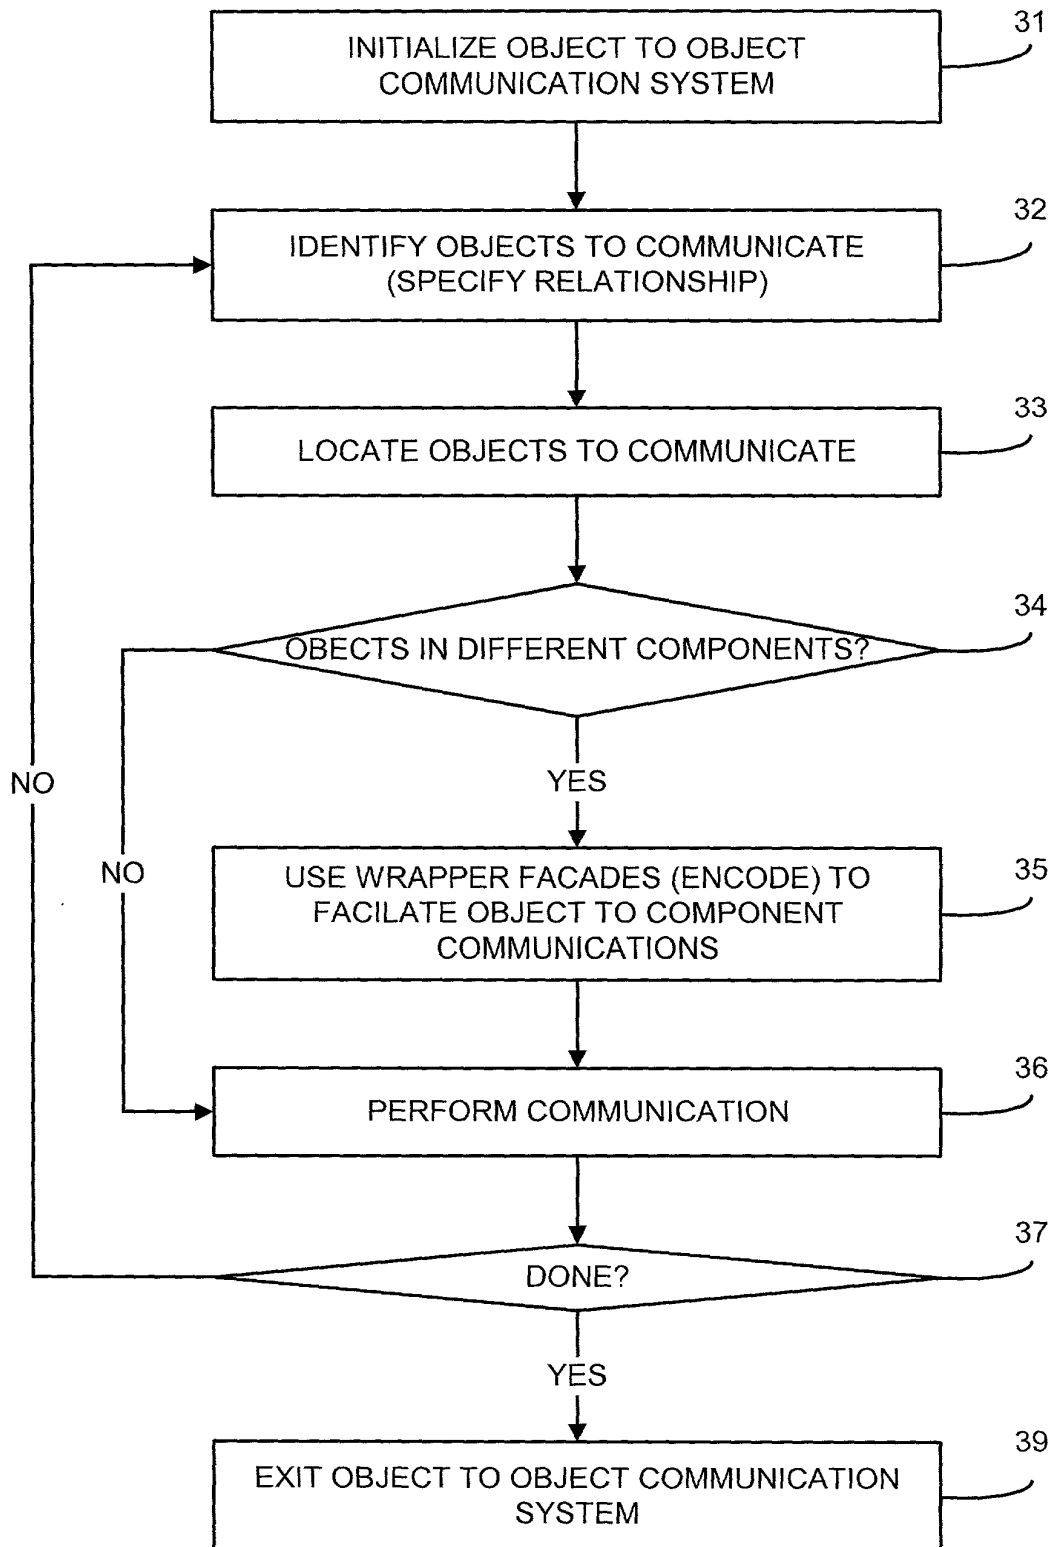 31
INITIALIZE OBJECT TO OBJECT
COMMUNICATION SYSTEM
32
IDENTIFY OBJECTS TO COMMUNICATE
(SPECIFY RELATIONSHIP)
33
LOCATE OBJECTS TO COMMUNICATE
34
OBECTS IN DIFFERENT COMPONENTS?
NO
YES
NO
35
USE WRAPPER FACADES (ENCODE) TO
FACILATE OBJECT TO COMPONENT
COMMUNICATIONS
36
PERFORM COMMUNICATION
37
DONE?
YES
39
EXIT OBJECT TO OBJECT COMMUNICATION
SYSTEM